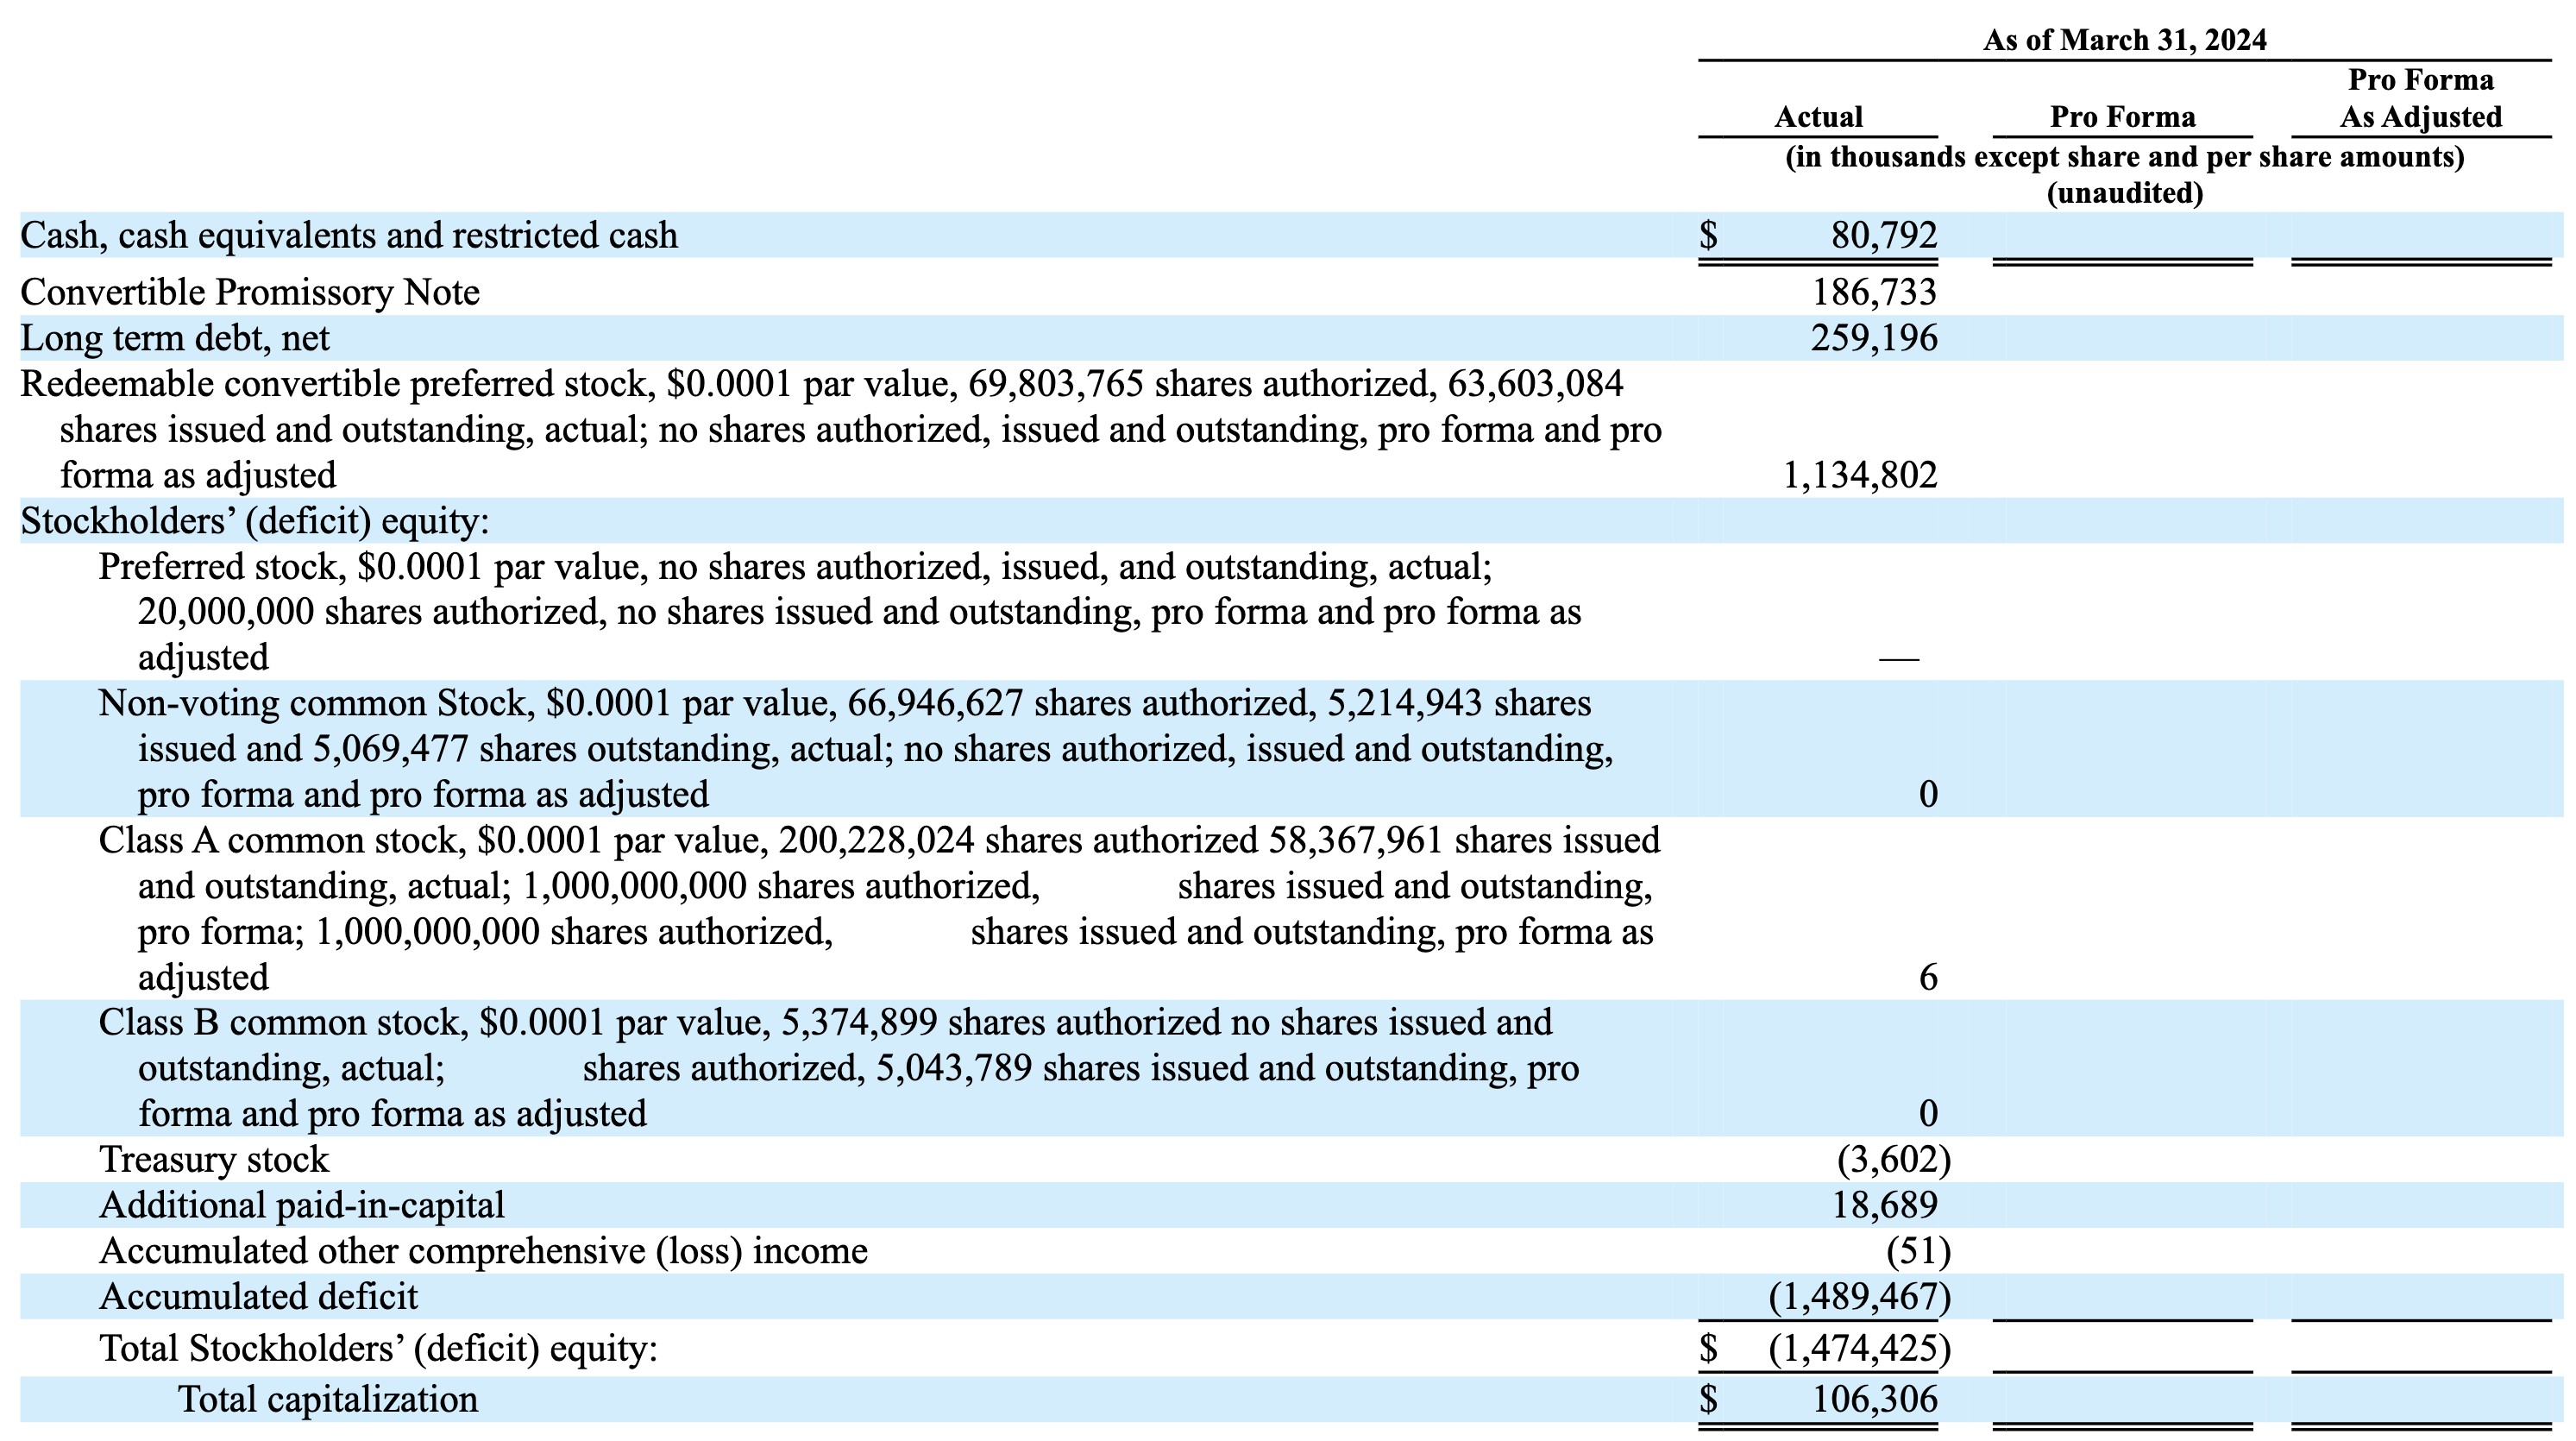 As of March 31, 2024
Pro Forma
Actual Pro Forma As Adjusted
(in thousands except share and per share amounts)
(unaudited)
Cash, cash equivalents and restricted cash $ 80,792
Convertible Promissory Note 186,733
Long term debt, net 259,196
Redeemable convertible preferred stock, $0.0001 par value, 69,803,765 shares authorized, 63,603,084
shares issued and outstanding, actual; no shares authorized, issued and outstanding, pro forma and pro
forma as adjusted 1,134,802
Stockholders’ (deficit) equity:
Preferred stock, $0.0001 par value, no shares authorized, issued, and outstanding, actual;
20,000,000 shares authorized, no shares issued and outstanding, pro forma and pro forma as
adjusted —
Non-voting common Stock, $0.0001 par value, 66,946,627 shares authorized, 5,214,943 shares
issued and 5,069,477 shares outstanding, actual; no shares authorized, issued and outstanding,
pro forma and pro forma as adjusted 0
Class A common stock, $0.0001 par value, 200,228,024 shares authorized 58,367,961 shares issued
and outstanding, actual; 1,000,000,000 shares authorized, shares issued and outstanding,
pro forma; 1,000,000,000 shares authorized, shares issued and outstanding, pro forma as
adjusted 6
Class B common stock, $0.0001 par value, 5,374,899 shares authorized no shares issued and
outstanding, actual; shares authorized, 5,043,789 shares issued and outstanding, pro
forma and pro forma as adjusted 0
Treasury stock (3,602)
Additional paid-in-capital 18,689
Accumulated other comprehensive (loss) income (51)
Accumulated deficit (1,489,467)
Total Stockholders’ (deficit) equity: $ (1,474,425)
Total capitalization $ 106,306